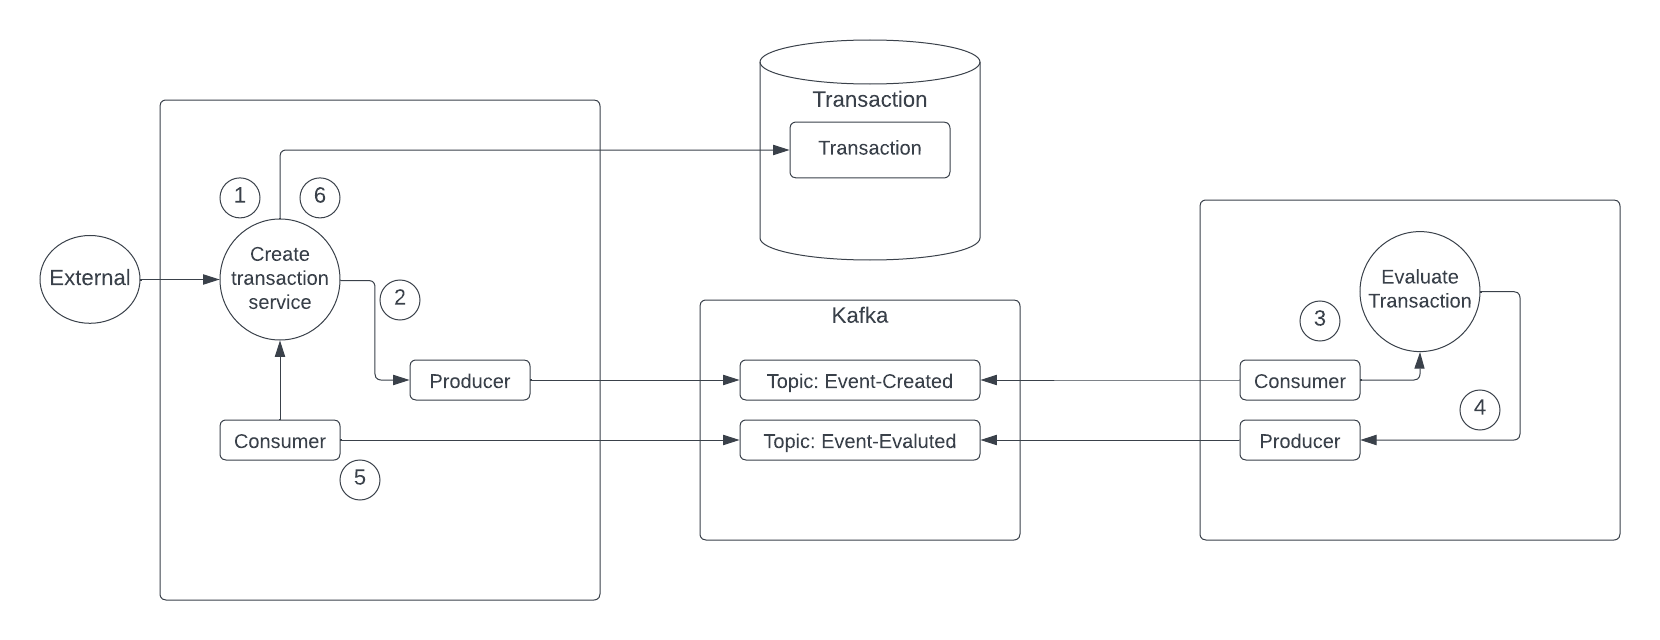 Transaction
Transaction
1
6
External
Create
transaction
service
2
Producer
Consumer
5
Kafka
Topic: Event-Created
Topic: Event-Evaluted
Evaluate
Transaction
3
Consumer
4
Producer